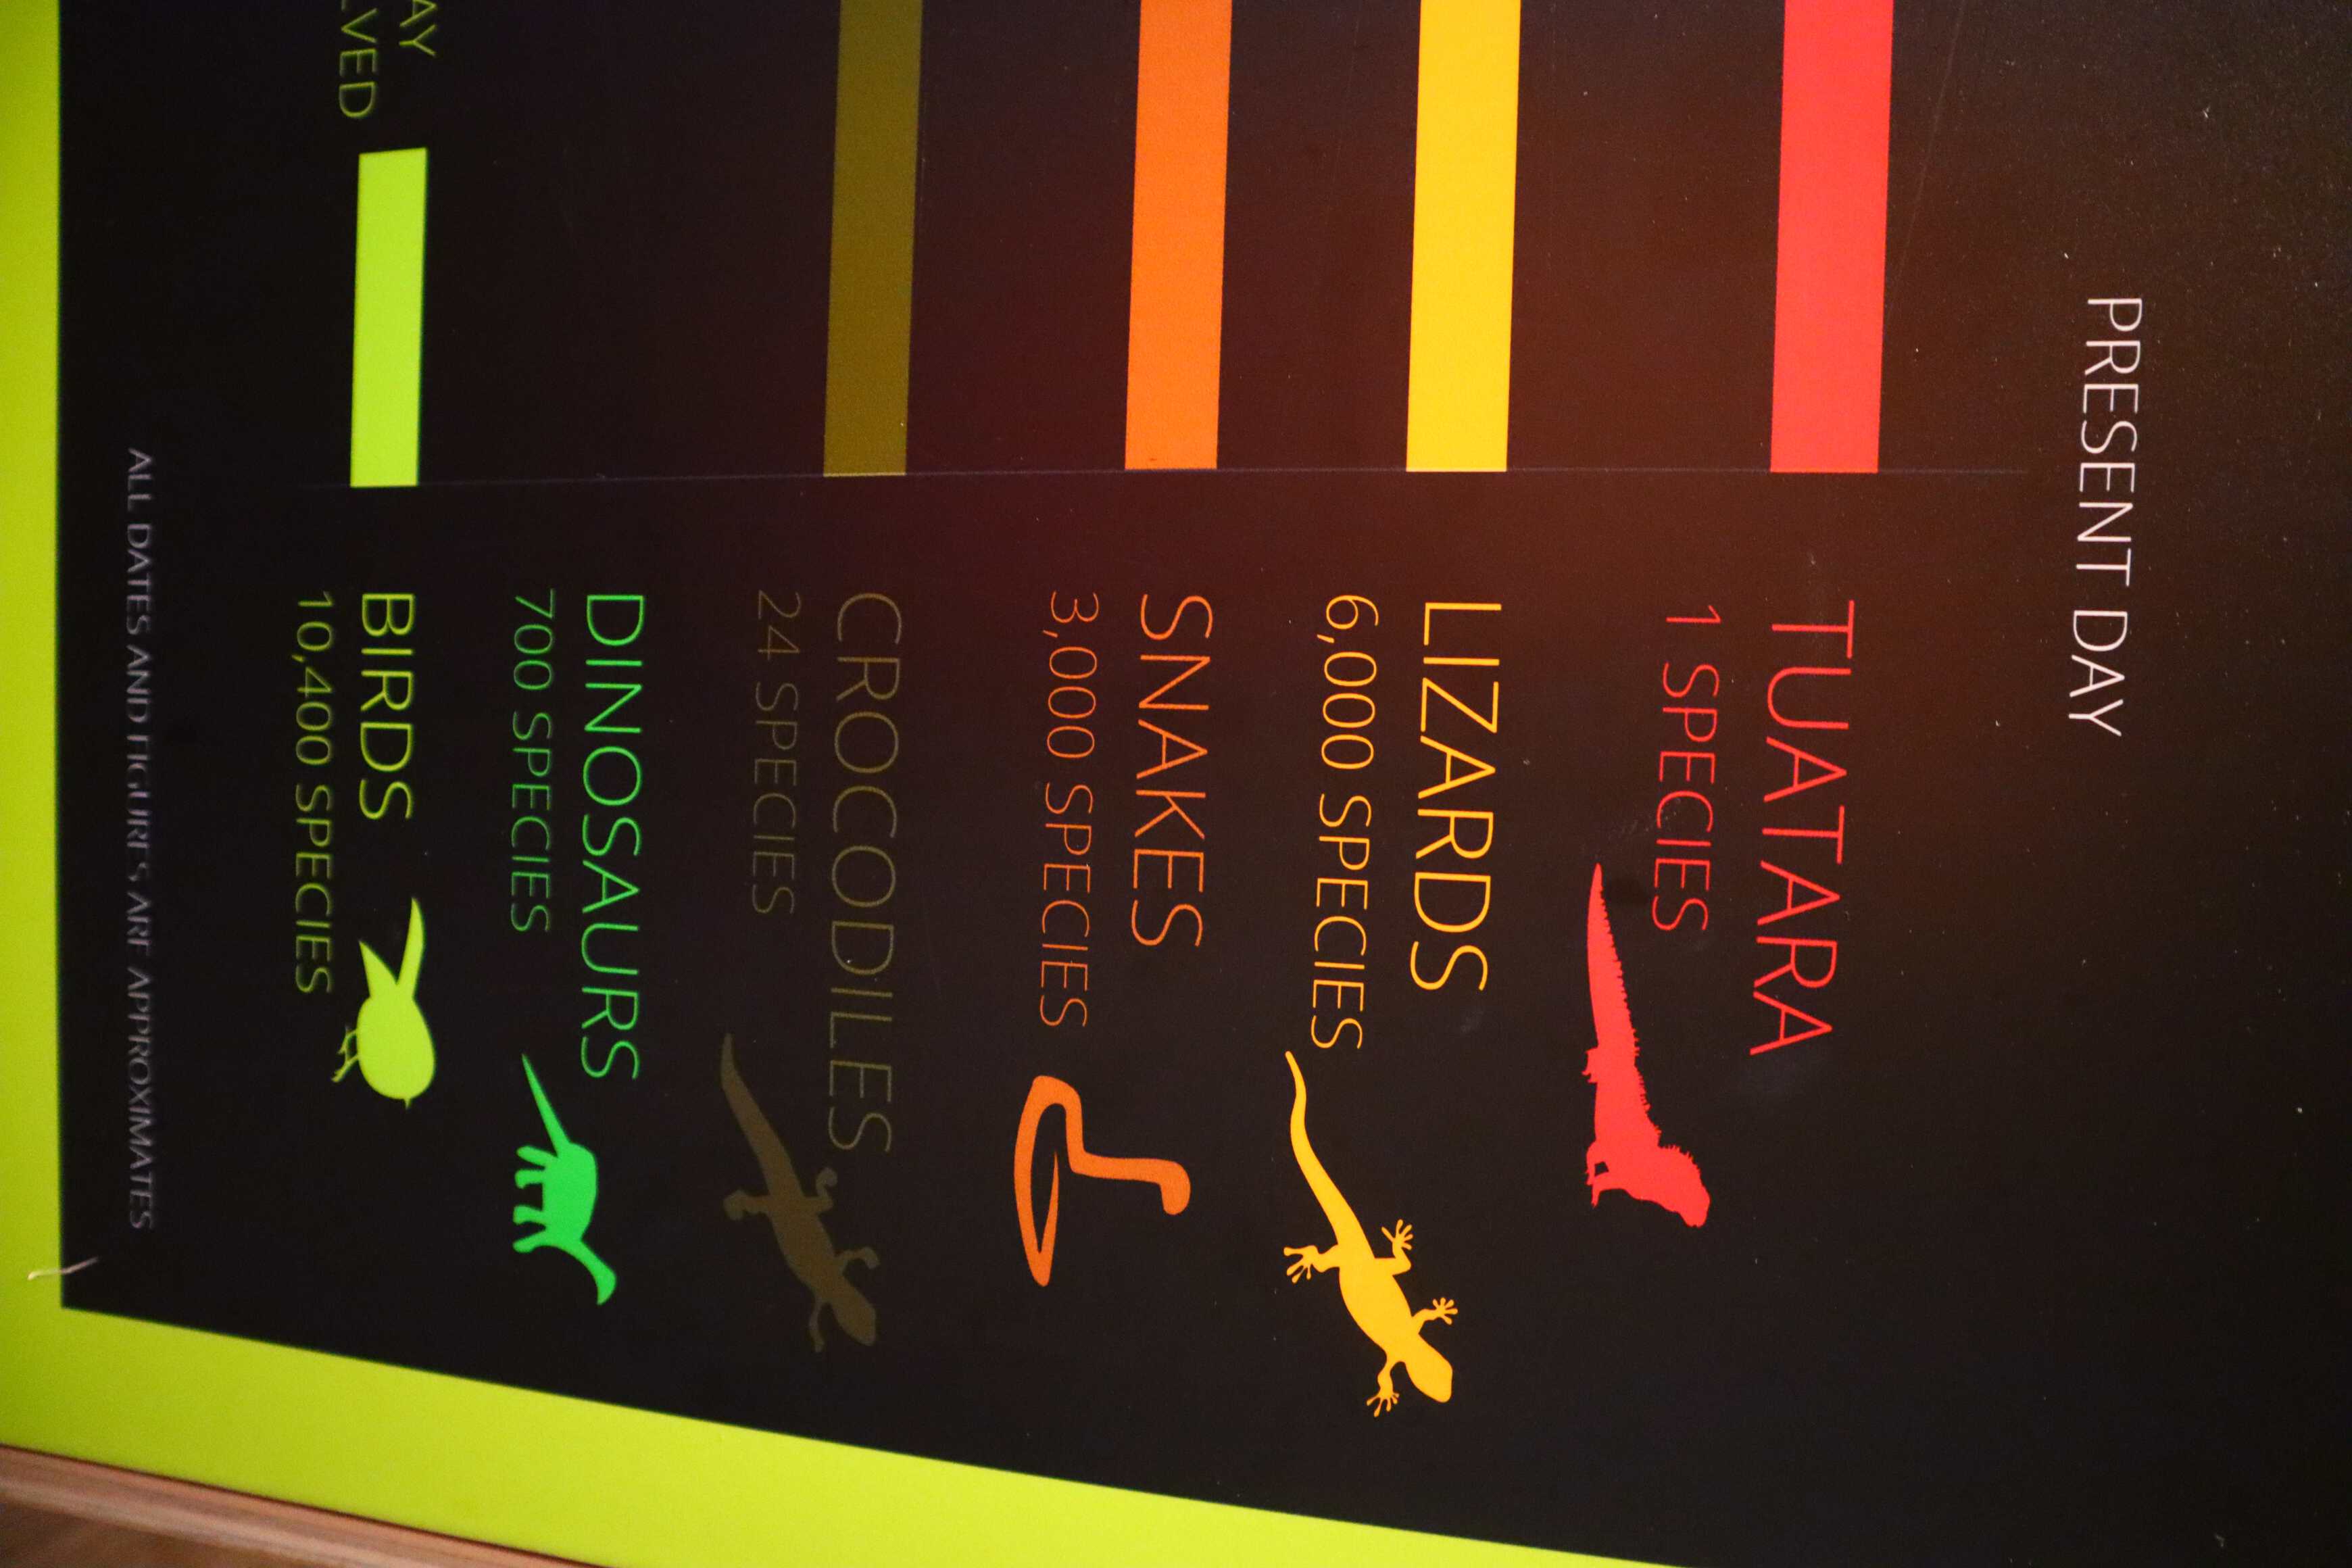 PRESENT DAY
TUATARA
1 SPECIES
LIZARDS
6,000 SPECIES
SNAKES
3,000 SPECIES
CROCODILES
24 SPECIES
DINOSAURS
700 SPECIES
AY
LVED
BIRDS
10,400 SPECIES
ALL DATES AND FIGURES ARE APPROXIMATES